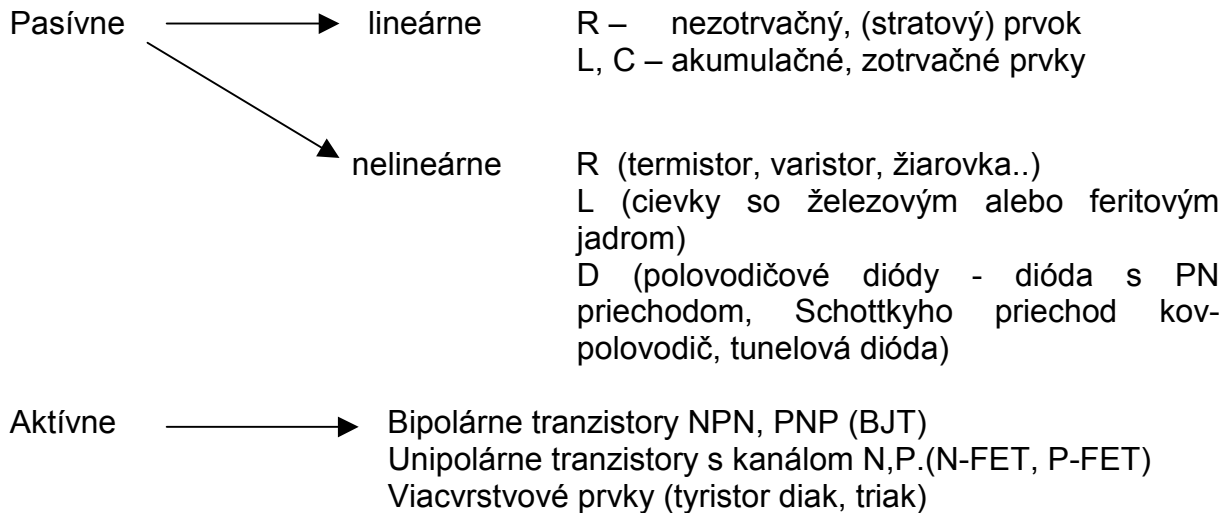 Pasívne lineárne R – nezotrvačný, (stratový) prvok
L, C – akumulačné, zotrvačné prvky
nelineárne R (termistor, varistor, žiarovka..)
L (cievky so železovým alebo feritovým
jadrom)
D (polovodičové diódy - dióda s PN
priechodom, Schottkyho priechod kov-
polovodič, tunelová dióda)
Aktívne Bipolárne tranzistory NPN, PNP (BJT)
Unipolárne tranzistory s kanálom N,P.(N-FET, P-FET)
Viacvrstvové prvky (tyristor diak, triak)